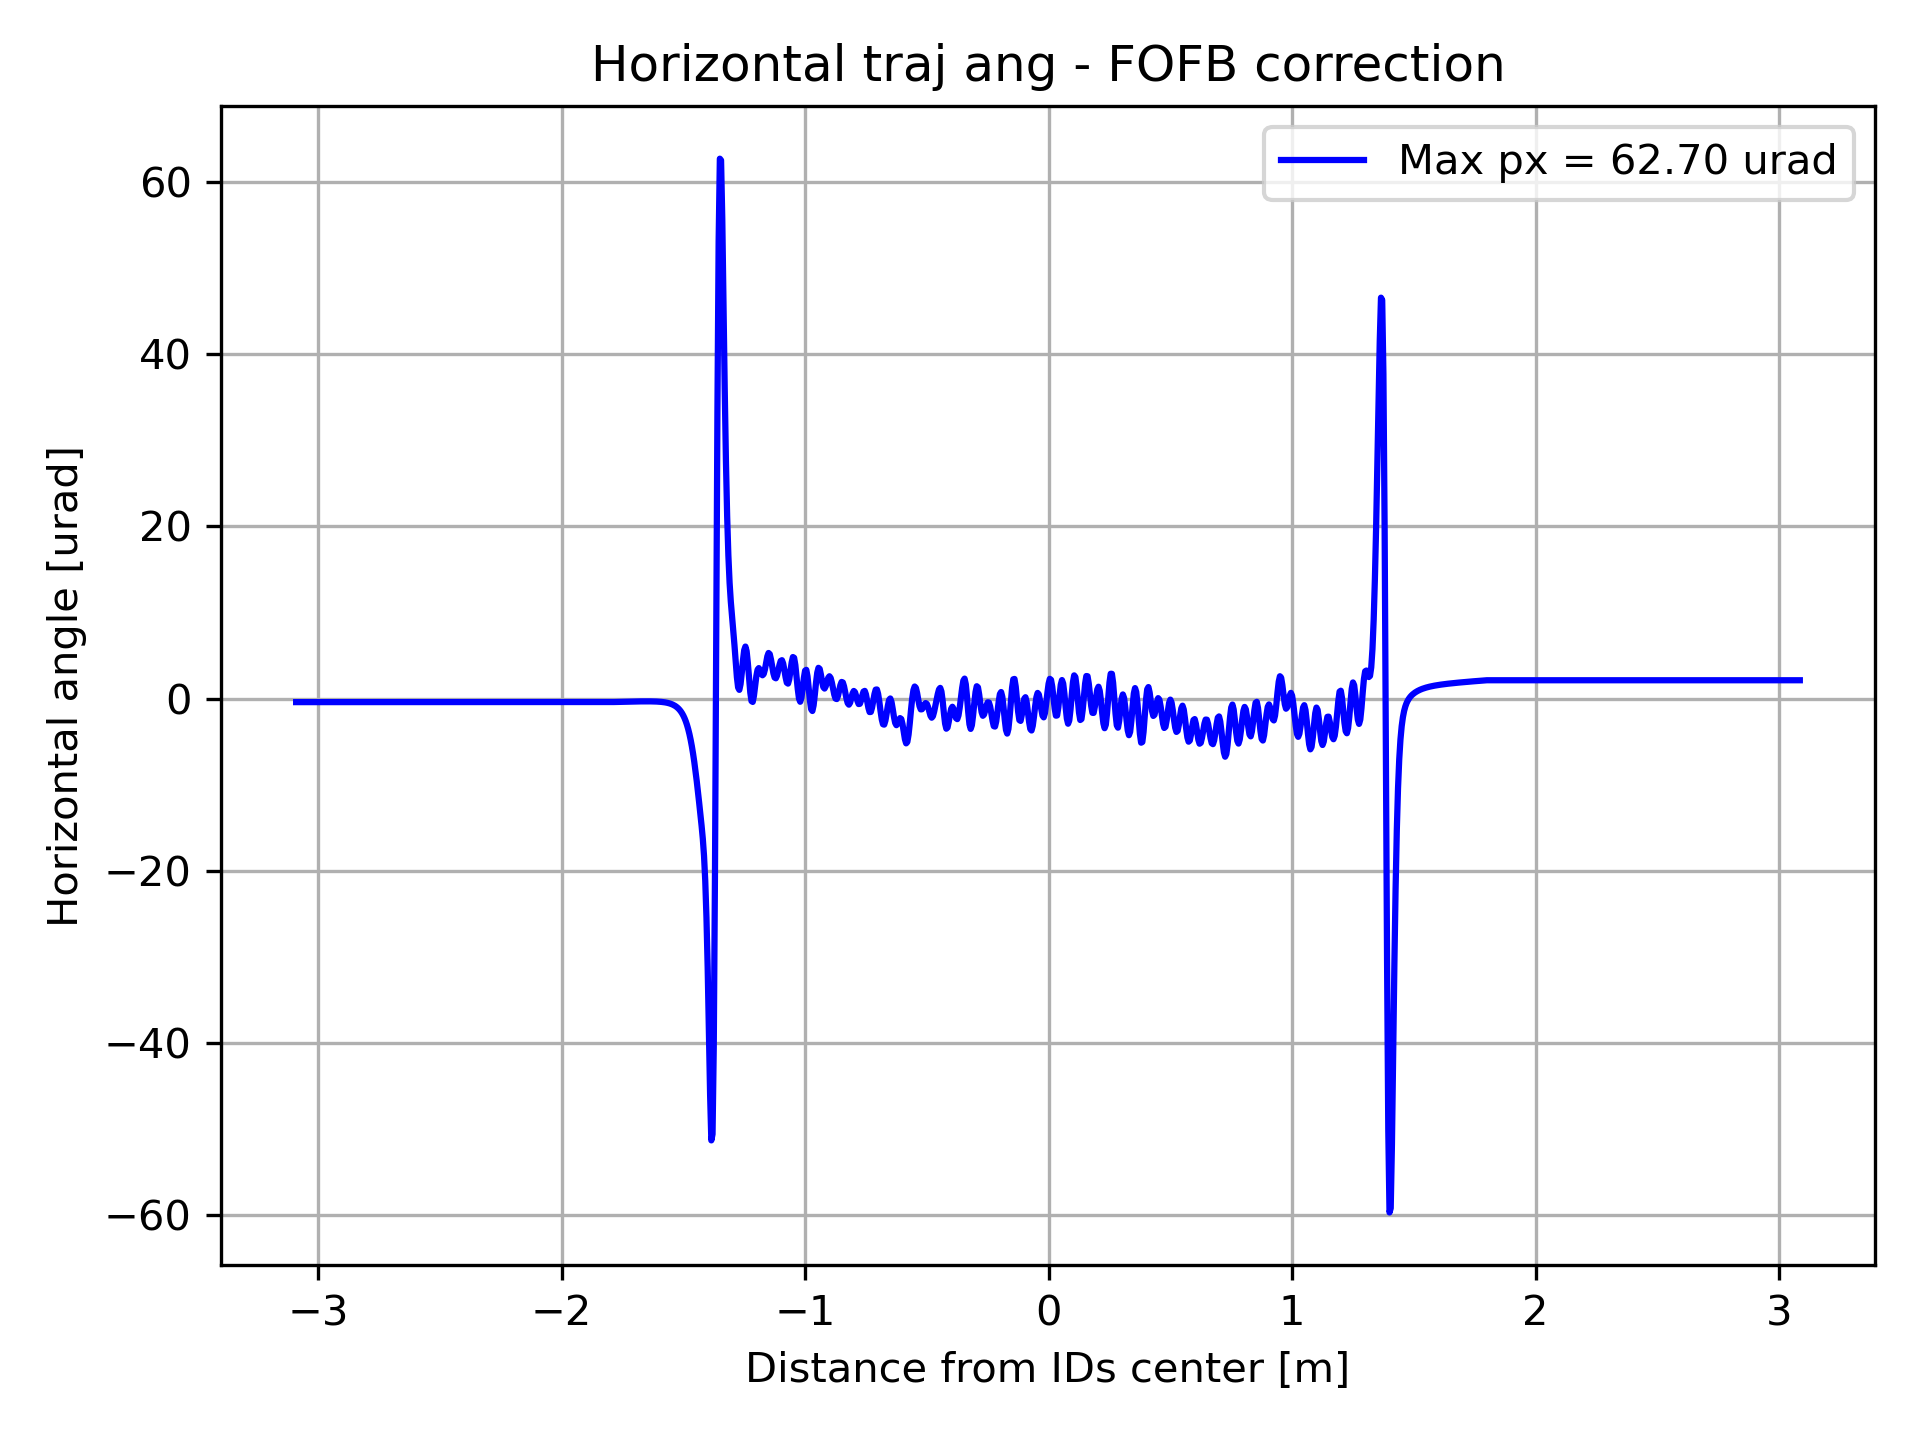 Horizontal traj ang - FOFB correction
Max px = 62.70 urad
Horizontal angle [urad]
60
40
20
0
−20
−40
−60
−3 −2 −1 0 1 2 3
Distance from IDs center [m]